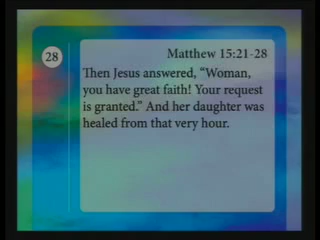 Matthew 15:21-28
28
Then Jesus answered, “Woman,
you have great faith! Your request
is granted.” And her daughter was
healed from that very hour.